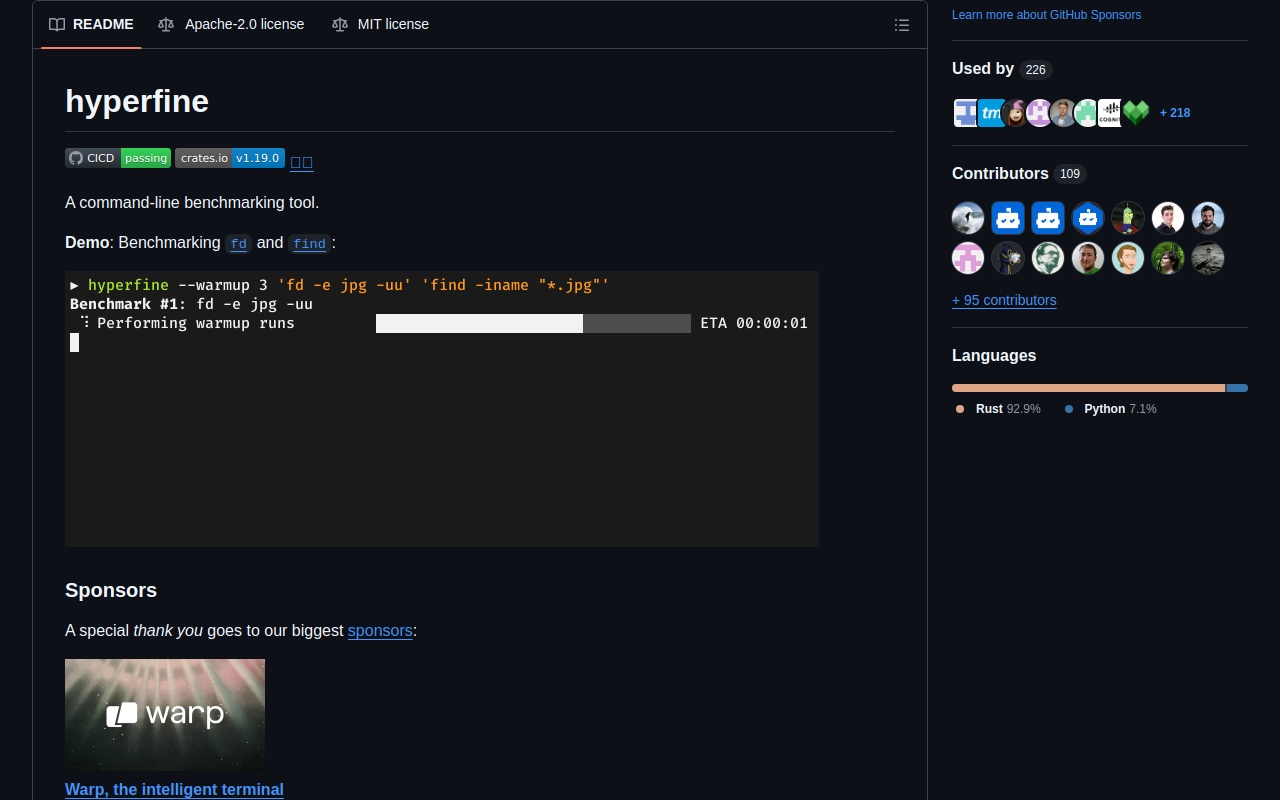 README Apache-2.0 license MIT license
hyperfine
CICD passing crates.io v1.19.0
A command-line benchmarking tool.
Demo: Benchmarking fd and find:
▶ hyperfine --warmup 3 'fd -e jpg -uu' 'find -iname "*.jpg"'
Benchmark #1: fd -e jpg -uu
Performing warmup runs ETA 00:00:01
Sponsors
A special thank you goes to our biggest sponsors:
warp
Warp, the intelligent terminal
Learn more about GitHub Sponsors
Used by 226
tm COGNIT + 218
Contributors 109
+ 95 contributors
Languages
Rust 92.9% Python 7.1%